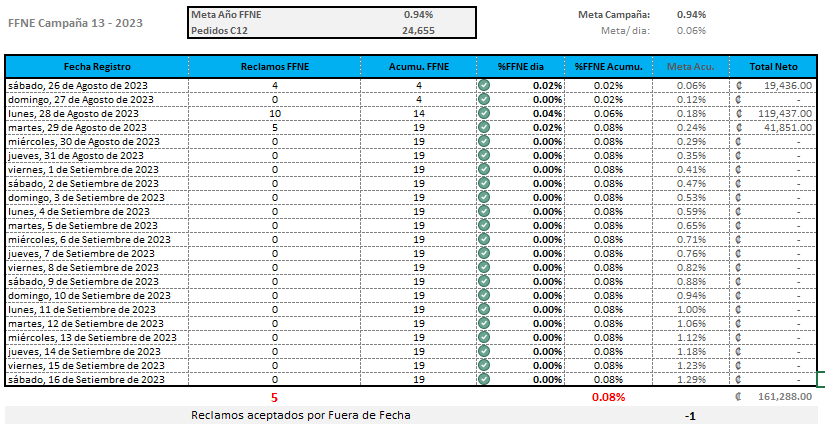 FFNE Campaña 13 - 2023
Meta Año FFNE 0.94%
Pedidos C12 24,655
Meta Campaña: 0.94%
Meta/ dia: 0.06%
Fecha Registro Reclamos FFNE Acumu. FFNE %FFNE dia %FFNE Acumu. Meta Acu. Total Neto
sábado, 26 de Agosto de 2023 4 4 0.02% 0.02% 0.06% ₡ 19,436.00
domingo, 27 de Agosto de 2023 0 4 0.00% 0.02% 0.12% ₡ -
lunes, 28 de Agosto de 2023 10 14 0.04% 0.06% 0.18% ₡ 119,437.00
martes, 29 de Agosto de 2023 5 19 0.02% 0.08% 0.24% ₡ 41,851.00
miércoles, 30 de Agosto de 2023 0 19 0.00% 0.08% 0.29% ₡ -
jueves, 31 de Agosto de 2023 0 19 0.00% 0.08% 0.35% ₡ -
viernes, 1 de Setiembre de 2023 0 19 0.00% 0.08% 0.41% ₡ -
sábado, 2 de Setiembre de 2023 0 19 0.00% 0.08% 0.47% ₡ -
domingo, 3 de Setiembre de 2023 0 19 0.00% 0.08% 0.53% ₡ -
lunes, 4 de Setiembre de 2023 0 19 0.00% 0.08% 0.59% ₡ -
martes, 5 de Setiembre de 2023 0 19 0.00% 0.08% 0.65% ₡ -
miércoles, 6 de Setiembre de 2023 0 19 0.00% 0.08% 0.71% ₡ -
jueves, 7 de Setiembre de 2023 0 19 0.00% 0.08% 0.76% ₡ -
viernes, 8 de Setiembre de 2023 0 19 0.00% 0.08% 0.82% ₡ -
sábado, 9 de Setiembre de 2023 0 19 0.00% 0.08% 0.88% ₡ -
domingo, 10 de Setiembre de 2023 0 19 0.00% 0.08% 0.94% ₡ -
lunes, 11 de Setiembre de 2023 0 19 0.00% 0.08% 1.00% ₡ -
martes, 12 de Setiembre de 2023 0 19 0.00% 0.08% 1.06% ₡ -
miércoles, 13 de Setiembre de 2023 0 19 0.00% 0.08% 1.12% ₡ -
jueves, 14 de Setiembre de 2023 0 19 0.00% 0.08% 1.18% ₡ -
viernes, 15 de Setiembre de 2023 0 19 0.00% 0.08% 1.23% ₡ -
sábado, 16 de Setiembre de 2023 0 19 0.00% 0.08% 1.29% ₡ -
5 0.08% ₡ 161,288.00
Reclamos aceptados por Fuera de Fecha -1